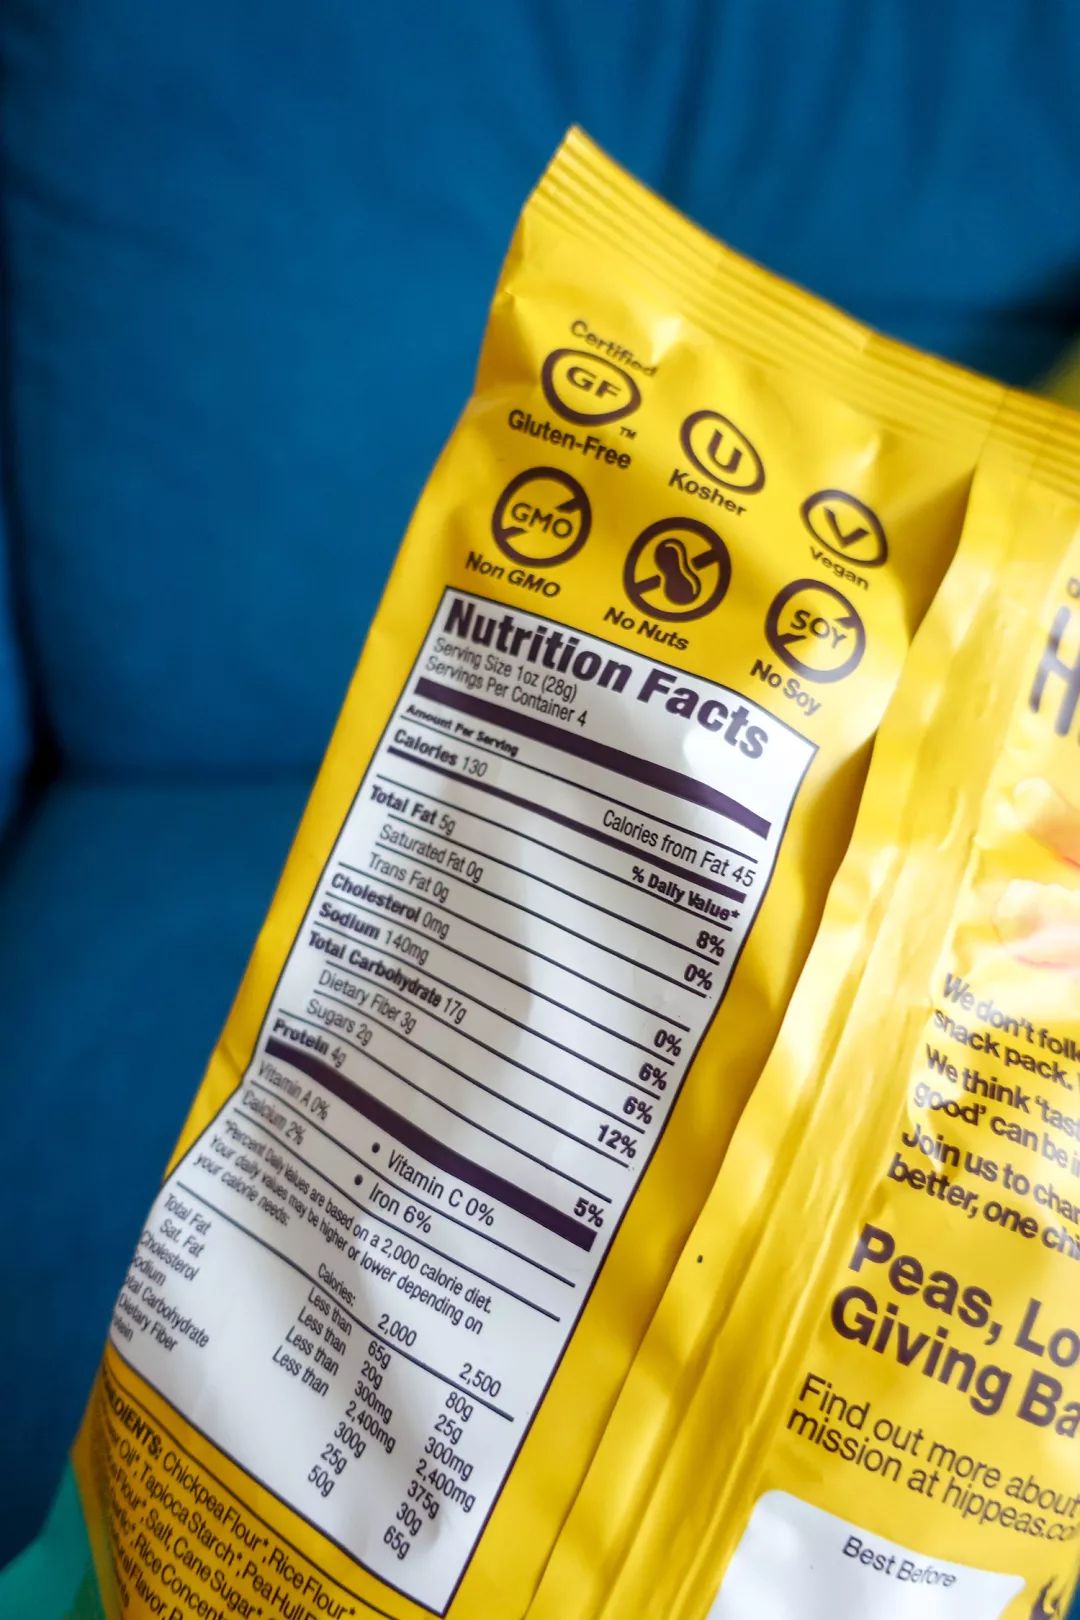 Certified
GF
TM
Gluten-Free
U
Kosher
V
Vegan
GMO
Non GMO
No Nuts
SOY
No Soy
Nutrition Facts
Serving Size 1oz (28g)
Servings Per Container 4
Amount Per Serving
Calories 130 Calories from Fat 45
% Daily Value*
Total Fat 5g 8%
Saturated Fat 0g 0%
Trans Fat 0g
Cholesterol 0mg 0%
Sodium 140mg 6%
Total Carbohydrate 17g 6%
Dietary Fiber 3g 12%
Sugars 2g
Protein 4g 5%
Vitamin A 0% • Vitamin C 0%
Calcium 2% • Iron 6%
*Percent Daily Values are based on a 2,000 calorie diet.
Your daily values may be higher or lower depending on
your calorie needs:
Calories: 2,000 2,500
Total Fat Less than 65g 80g
Sat. Fat Less than 20g 25g
Cholesterol Less than 300mg 300mg
Sodium Less than 2,400mg 2,400mg
Total Carbohydrate 300g 375g
Dietary Fiber 25g 30g
Protein 50g 65g
INGREDIENTS: Chickpea Flour*, Rice Flour*
Oil*, Tapioca Starch*, Pea Hull
Flour*, Salt, Cane Sugar*
Rice Concent
Flavor,
We don't
snack pack.
We think 'tast
good' can be
Join us to
better, one
Peas,
Giving
Find out more about
mission at hippeas.co
Best Before